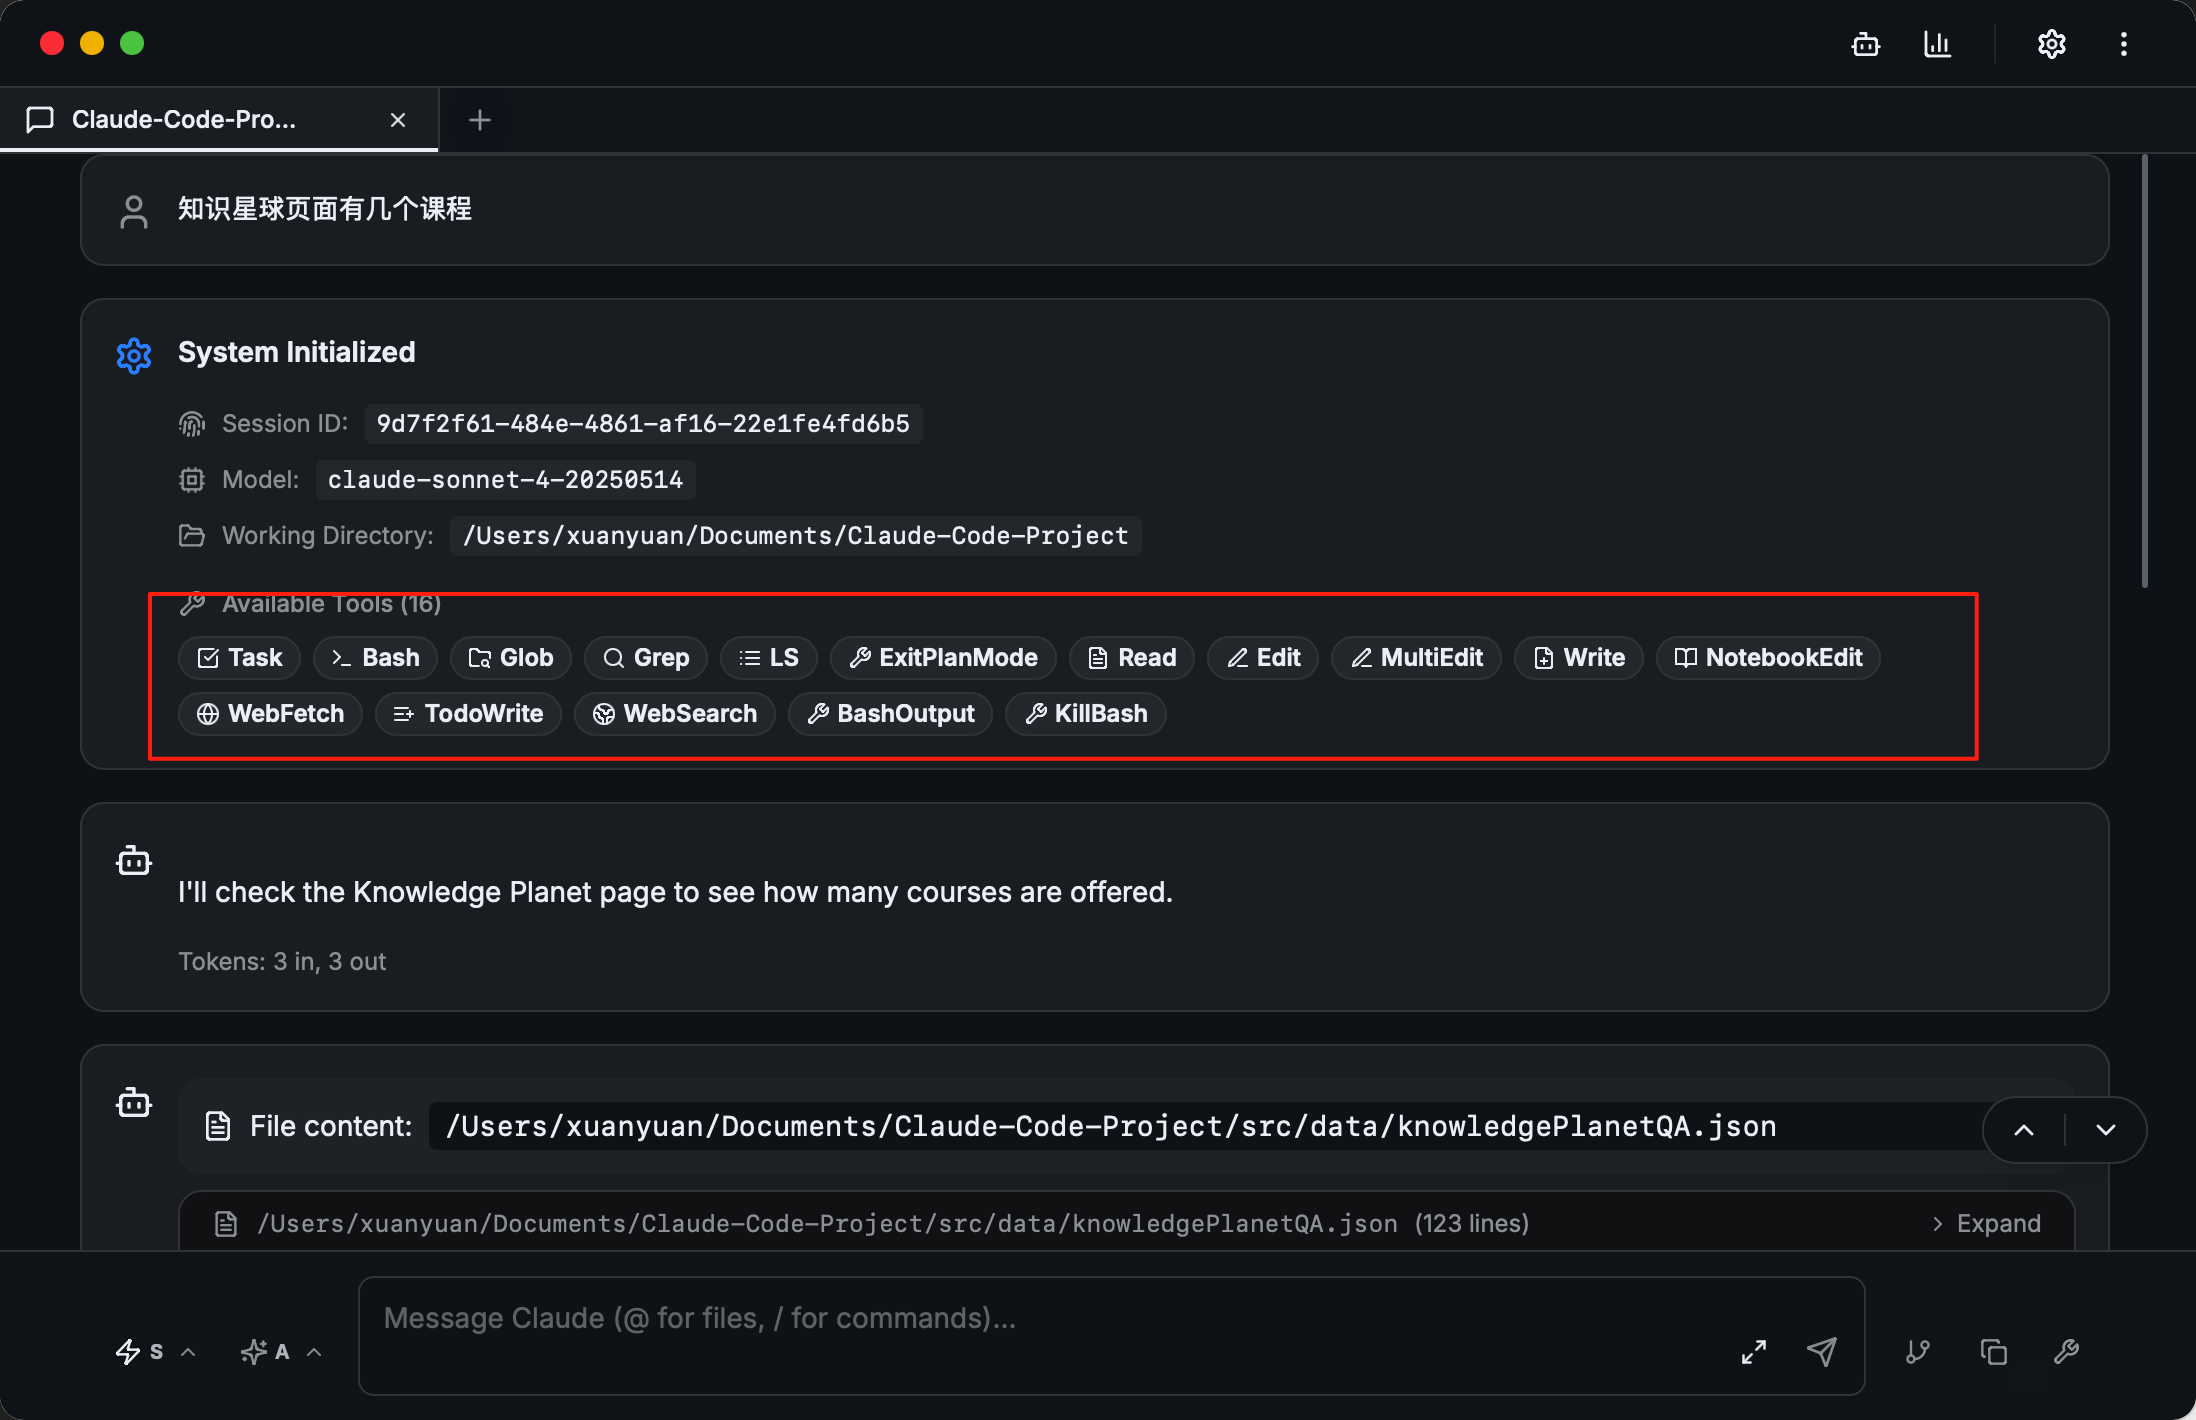 Claude-Code-Pro...
知识星球页面有几个课程
System Initialized
Session ID: 9d7f2f61-484e-4861-af16-22e1fe4fd6b5
Model: claude-sonnet-4-20250514
Working Directory: /Users/xuanyuan/Documents/Claude-Code-Project
Available Tools (16)
Task Bash Glob Grep LS ExitPlanMode Read Edit MultiEdit Write NotebookEdit
WebFetch TodoWrite WebSearch BashOutput KillBash
I'll check the Knowledge Planet page to see how many courses are offered.
Tokens: 3 in, 3 out
File content: /Users/xuanyuan/Documents/Claude-Code-Project/src/data/knowledgePlanetQA.json
/Users/xuanyuan/Documents/Claude-Code-Project/src/data/knowledgePlanetQA.json (123 lines) Expand
Message Claude (@ for files, / for commands)...
S A